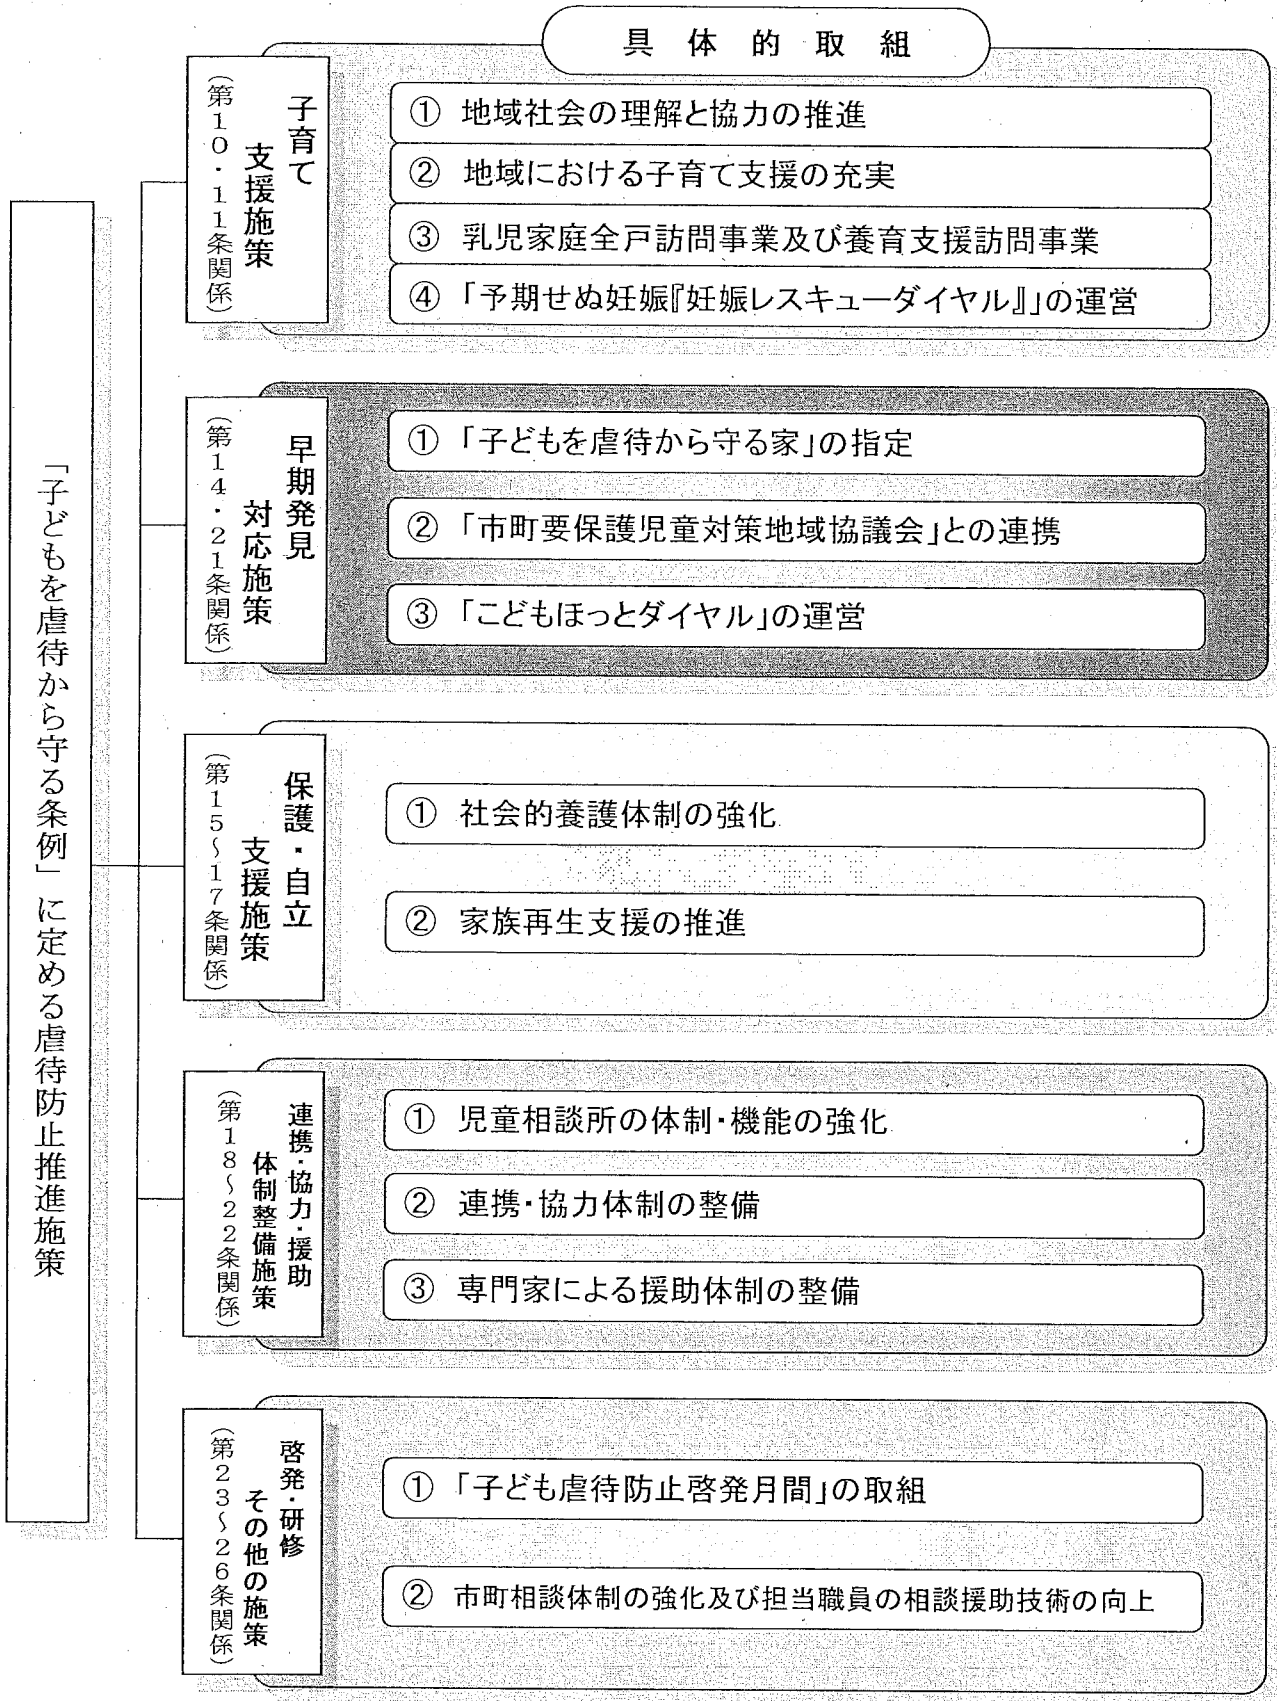 具体的取組
「子どもを虐待から守る条例」に定める虐待防止推進施策
子育て
支援施策
（第10・11条関係）
① 地域社会の理解と協力の推進
② 地域における子育て支援の充実
③ 乳児家庭全戸訪問事業及び養育支援訪問事業
④ 「予期せぬ妊娠『妊娠レスキューダイヤル』」の運営
早期発見
対応施策
（第14・21条関係）
① 「子どもを虐待から守る家」の指定
② 「市町要保護児童対策地域協議会」との連携
③ 「こどもほっとダイヤル」の運営
保護・自立
支援施策
（第15～17条関係）
① 社会的養護体制の強化
② 家族再生支援の推進
連携・協力・援助
体制整備施策
（第18～22条関係）
① 児童相談所の体制・機能の強化
② 連携・協力体制の整備
③ 専門家による援助体制の整備
啓発・研修
その他の施策
（第23～26条関係）
① 「子ども虐待防止啓発月間」の取組
② 市町相談体制の強化及び担当職員の相談援助技術の向上